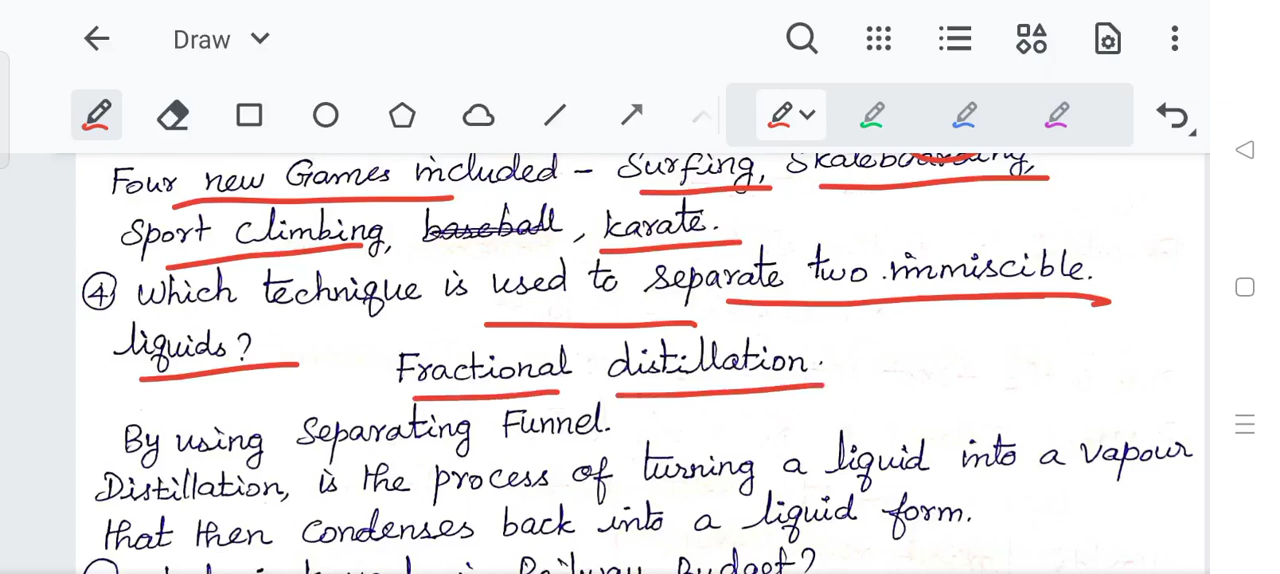 Draw
Four new Games included - Surfing, Skateboarding,
Sport climbing, baseball, karate.
④ Which technique is used to separate two immiscible.
liquids?
Fractional distillation.
By using Separating Funnel.
Distillation, is the process of turning a liquid into a vapour
that then condenses back into a liquid form.
Railway Budget?